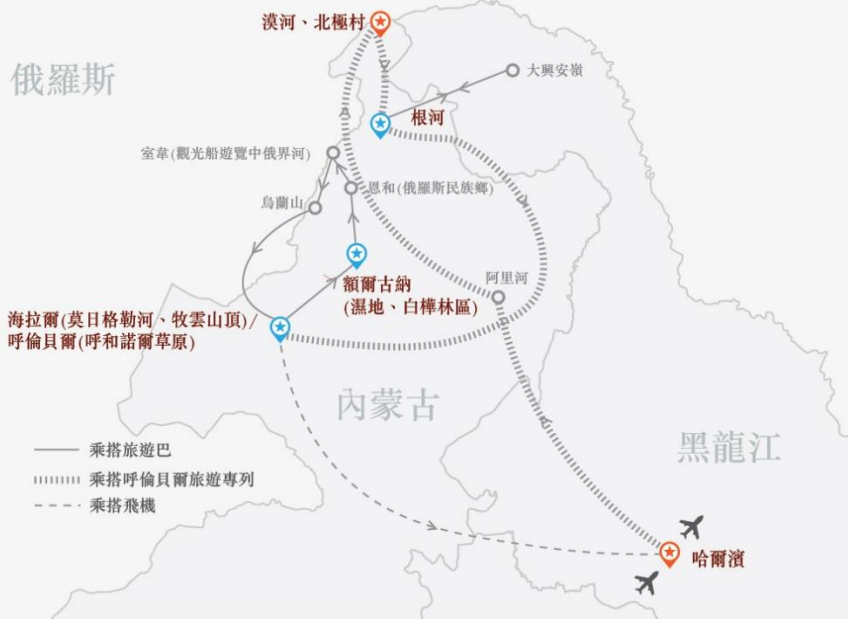 漠河、北極村
俄羅斯
大興安嶺
根河
室韋(觀光船遊覽中俄界河)
恩和(俄羅斯民族鄉)
烏蘭山
額爾古納
(濕地、白樺林區)
阿里河
海拉爾(莫日格勒河、牧雲山頂)/
呼倫貝爾(呼和諾爾草原)
內蒙古
黑龍江
乘搭旅遊巴
乘搭呼倫貝爾旅遊專列
乘搭飛機
哈爾濱